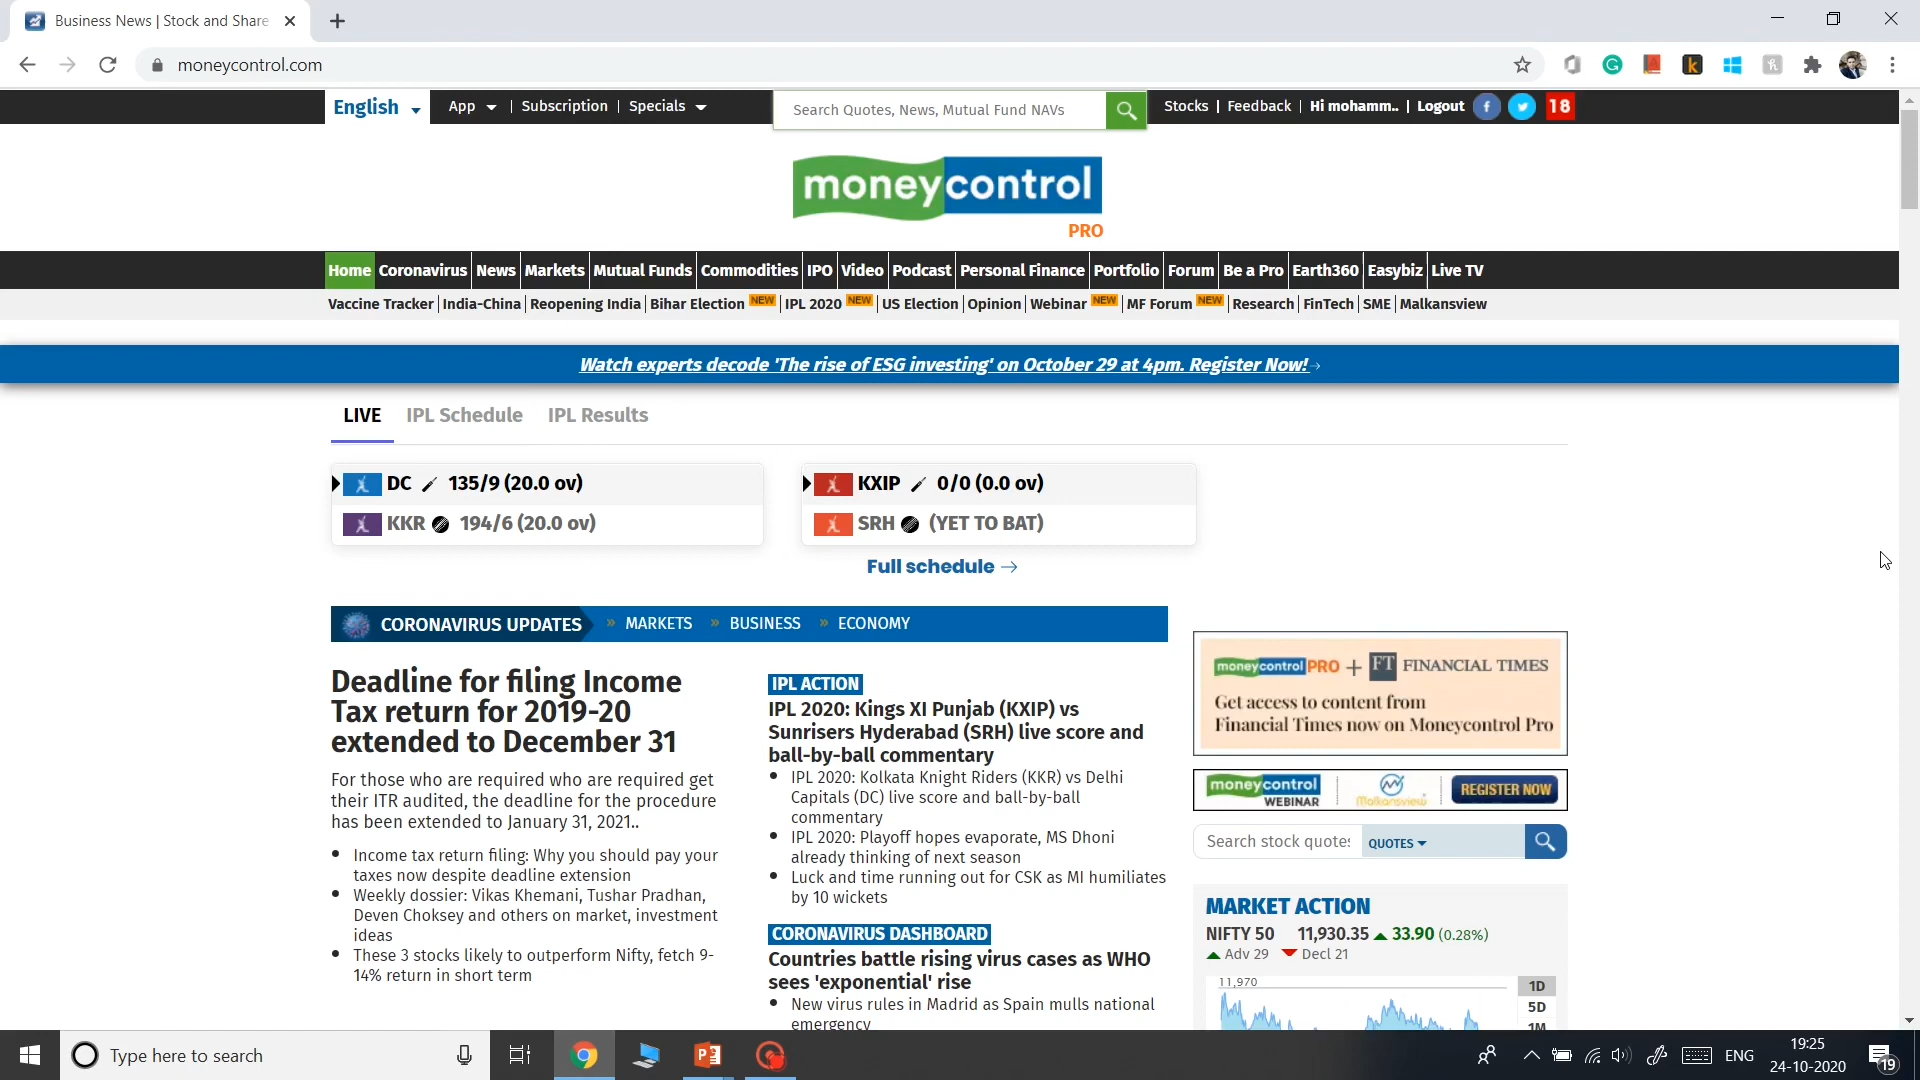 Business News | Stock and Share
moneycontrol.com
English
App | Subscription | Specials
Search Quotes, News, Mutual Fund NAVs
Stocks | Feedback | Hi mohamm.. | Logout
18
moneycontrol
PRO
Home Coronavirus News Markets Mutual Funds Commodities IPO Video Podcast Personal Finance Portfolio Forum Be a Pro Earth360 Easybiz Live TV
Vaccine Tracker India-China Reopening India Bihar Election NEW IPL 2020 NEW US Election Opinion Webinar NEW MF Forum NEW Research FinTech SME Malkansview
Watch experts decode 'The rise of ESG investing' on October 29 at 4pm. Register Now!→
LIVE IPL Schedule IPL Results
DC 135/9 (20.0 ov)
KKR 194/6 (20.0 ov)
KXIP 0/0 (0.0 ov)
SRH (YET TO BAT)
Full schedule →
CORONAVIRUS UPDATES » MARKETS » BUSINESS » ECONOMY
Deadline for filing Income
Tax return for 2019-20
extended to December 31
For those who are required who are required get
their ITR audited, the deadline for the procedure
has been extended to January 31, 2021..
• Income tax return filing: Why you should pay your
taxes now despite deadline extension
• Weekly dossier: Vikas Khemani, Tushar Pradhan,
Deven Choksey and others on market, investment
ideas
• These 3 stocks likely to outperform Nifty, fetch 9-
14% return in short term
IPL ACTION
IPL 2020: Kings XI Punjab (KXIP) vs
Sunrisers Hyderabad (SRH) live score and
ball-by-ball commentary
• IPL 2020: Kolkata Knight Riders (KKR) vs Delhi
Capitals (DC) live score and ball-by-ball
commentary
• IPL 2020: Playoff hopes evaporate, MS Dhoni
already thinking of next season
• Luck and time running out for CSK as MI humiliates
by 10 wickets
CORONAVIRUS DASHBOARD
Countries battle rising virus cases as WHO
sees 'exponential' rise
• New virus rules in Madrid as Spain mulls national
emergency
moneycontrol PRO + FT FINANCIAL TIMES
Get access to content from
Financial Times now on Moneycontrol Pro
moneycontrol
WEBINAR
Malkansview
REGISTER NOW
Search stock quotes
QUOTES
MARKET ACTION
NIFTY 50 11,930.35 33.90 (0.28%)
Adv 29 Decl 21
11,970
1D
5D
1M
Type here to search
ENG
19:25
24-10-2020
19